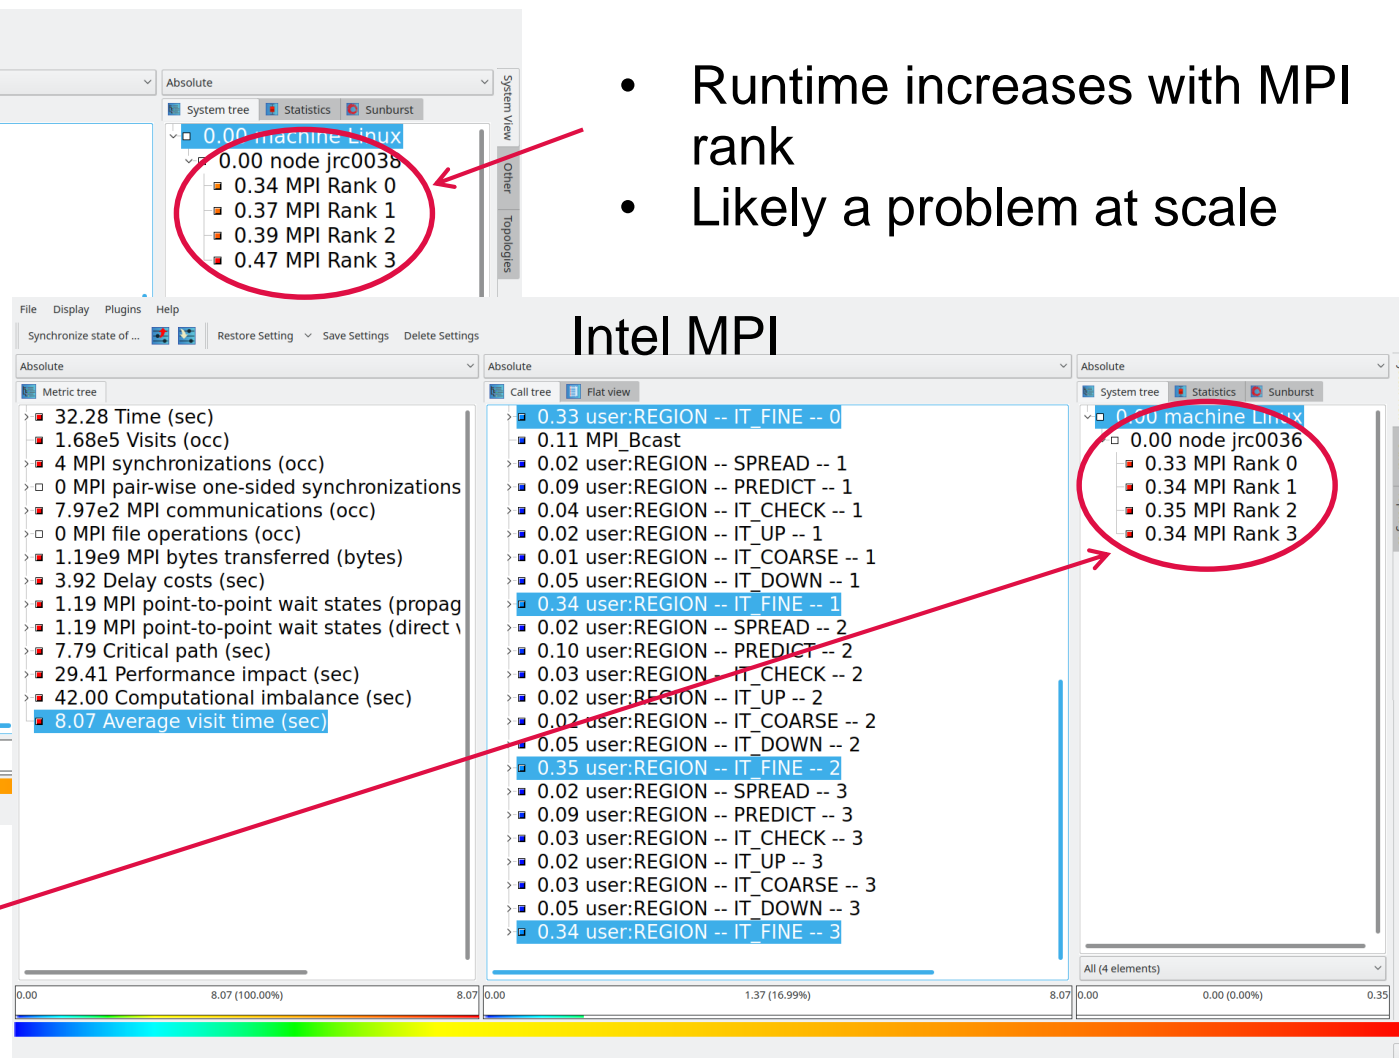 Absolute
System tree
Statistics
Sunburst
System View
Other
Topologies
0.00 machine Linux
0.00 node jrc0038
0.34 MPI Rank 0
0.37 MPI Rank 1
0.39 MPI Rank 2
0.47 MPI Rank 3
• Runtime increases with MPI
rank
• Likely a problem at scale
Intel MPI
File Display Plugins Help
Synchronize state of ... Restore Setting Save Settings Delete Settings
Absolute
Metric tree
32.28 Time (sec)
1.68e5 Visits (occ)
4 MPI synchronizations (occ)
0 MPI pair-wise one-sided synchronizations
7.97e2 MPI communications (occ)
0 MPI file operations (occ)
1.19e9 MPI bytes transferred (bytes)
3.92 Delay costs (sec)
1.19 MPI point-to-point wait states (propag
1.19 MPI point-to-point wait states (direct
7.79 Critical path (sec)
29.41 Performance impact (sec)
42.00 Computational imbalance (sec)
8.07 Average visit time (sec)
0.00 8.07 (100.00%) 8.07
Absolute
Call tree Flat view
0.33 user:REGION -- IT_FINE -- 0
0.11 MPI_Bcast
0.02 user:REGION -- SPREAD -- 1
0.09 user:REGION -- PREDICT -- 1
0.04 user:REGION -- IT_CHECK -- 1
0.02 user:REGION -- IT_UP -- 1
0.01 user:REGION -- IT_COARSE -- 1
0.05 user:REGION -- IT_DOWN -- 1
0.34 user:REGION -- IT_FINE -- 1
0.02 user:REGION -- SPREAD -- 2
0.10 user:REGION -- PREDICT -- 2
0.03 user:REGION -- IT_CHECK -- 2
0.02 user:REGION -- IT_UP -- 2
0.02 user:REGION -- IT_COARSE -- 2
0.05 user:REGION -- IT_DOWN -- 2
0.35 user:REGION -- IT_FINE -- 2
0.02 user:REGION -- SPREAD -- 3
0.09 user:REGION -- PREDICT -- 3
0.03 user:REGION -- IT_CHECK -- 3
0.02 user:REGION -- IT_UP -- 3
0.03 user:REGION -- IT_COARSE -- 3
0.05 user:REGION -- IT_DOWN -- 3
0.34 user:REGION -- IT_FINE -- 3
0.00 1.37 (16.99%) 8.07
Absolute
System tree Statistics Sunburst
0.00 machine Linux
0.00 node jrc0036
0.33 MPI Rank 0
0.34 MPI Rank 1
0.35 MPI Rank 2
0.34 MPI Rank 3
All (4 elements)
0.00 0.00 (0.00%) 0.35